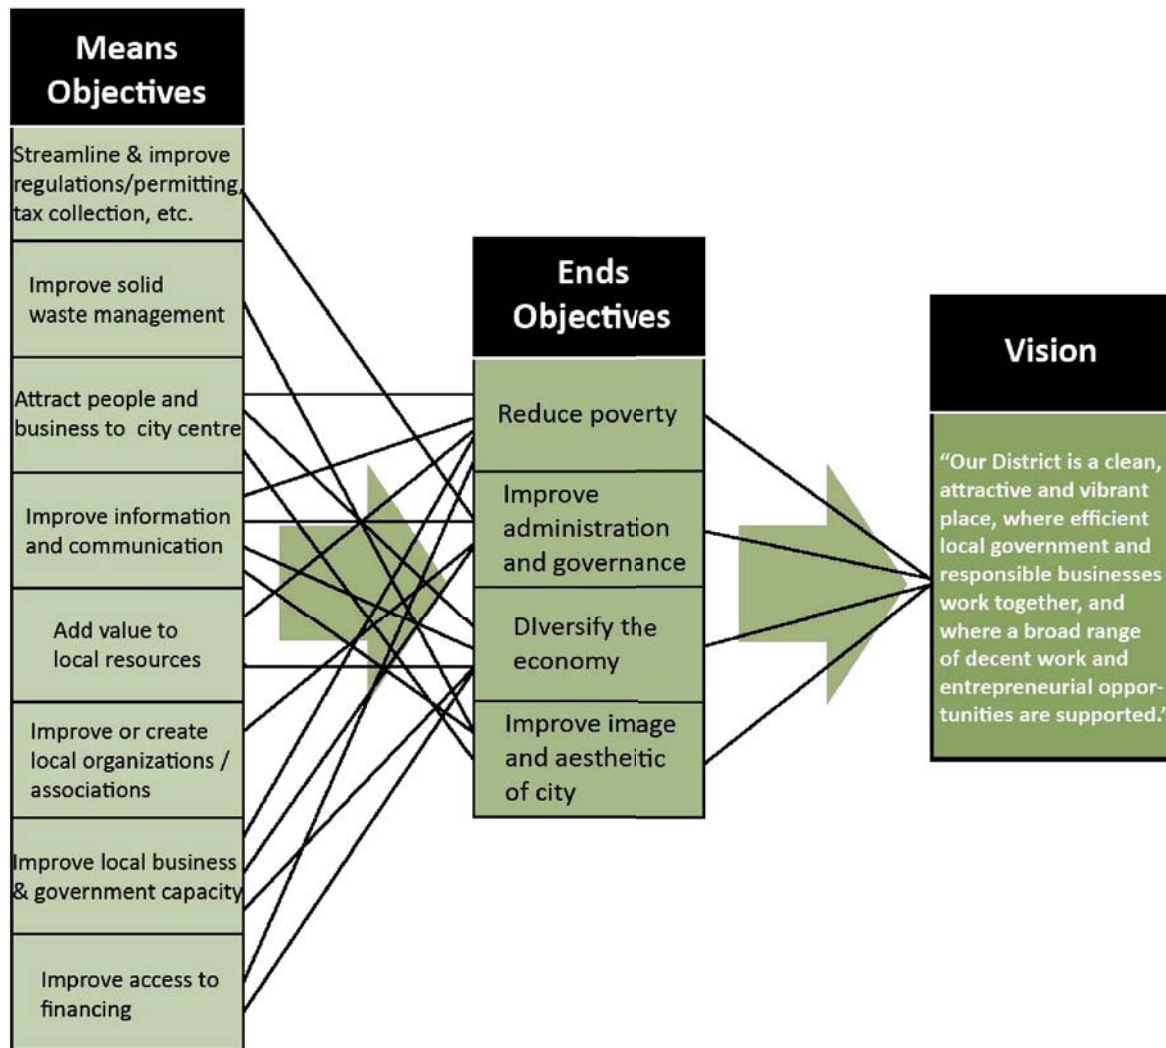 Means
Objectives
Streamline & improve
regulations/permitting,
tax collection, etc.
Improve solid
waste management
Attract people and
business to city centre
Improve information
and communication
Add value to
local resources
Improve or create
local organizations /
associations
Improve local business
& government capacity
Improve access to
financing
Ends
Objectives
Reduce poverty
Improve
administration
and governance
DIversify the
economy
Improve image
and aestheitic
of city
Vision
“Our District is a clean,
attractive and vibrant
place, where efficient
local government and
responsible businesses
work together, and
where a broad range
of decent work and
entrepreneurial oppor-
tunities are supported.”